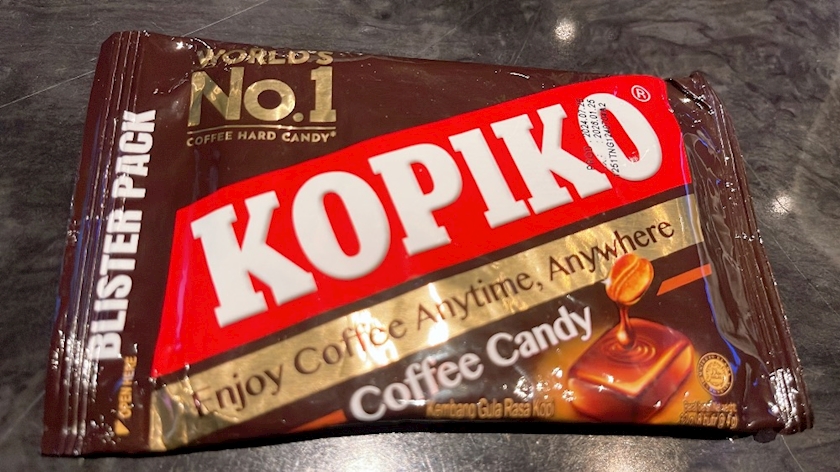 WORLD'S
No.1
COFFEE HARD CANDY*
BLISTER PACK
KOPIKO®
Enjoy Coffee Anytime, Anywhere
Coffee Candy
Kembang Gula Rasa Kopi